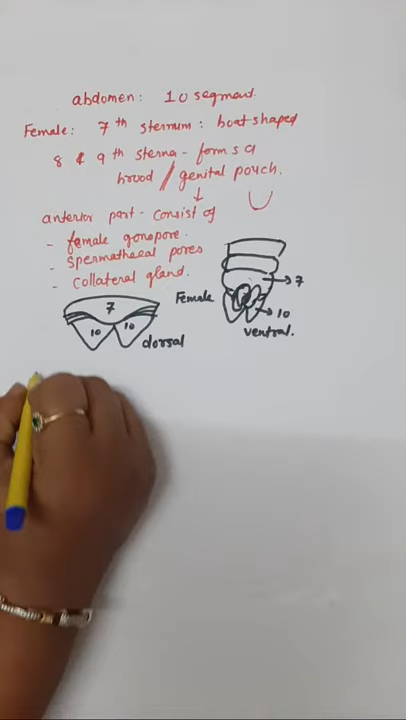 abdomen: 10 segment.
Female: 7th sternum: boat shaped
8 & 9th sterna - forms a
brood / genital pouch.
anterior part - consist of
- female gonopore.
- spermathecal pores
- collateral gland.
Female
7
10
ventral.
7
10 10
dorsal